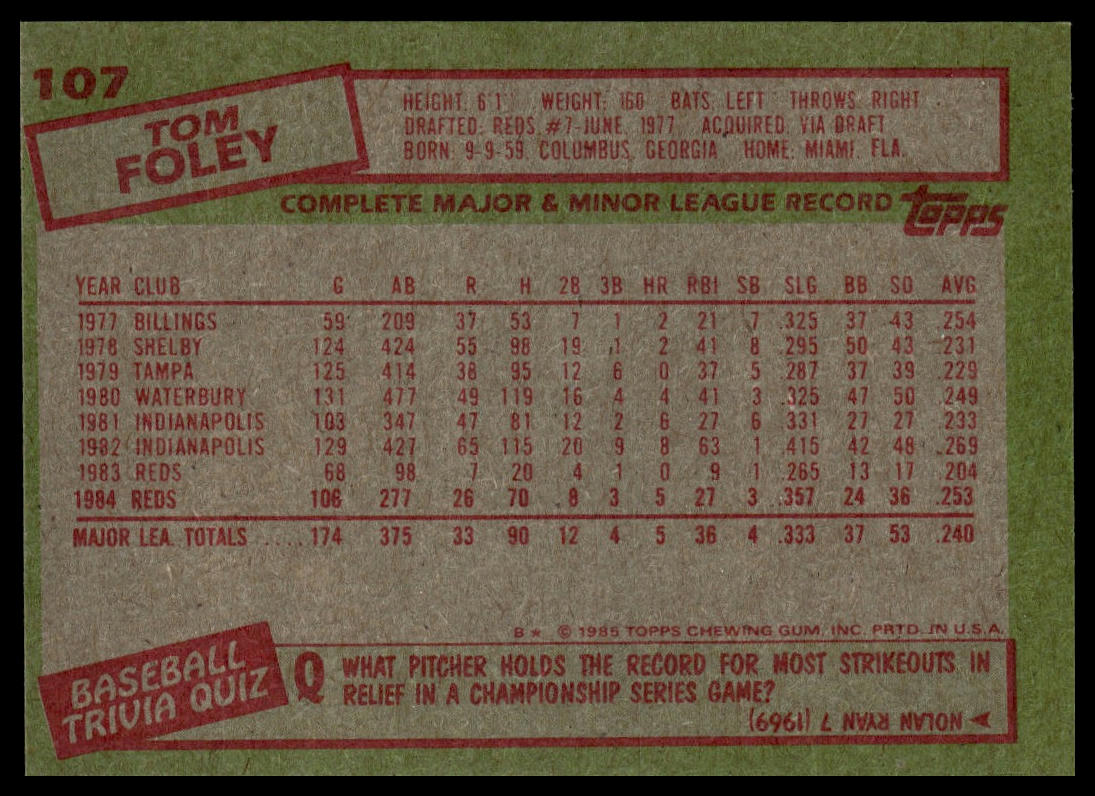 107
TOM
FOLEY
HEIGHT: 6'1" WEIGHT: 160 BATS: LEFT THROWS: RIGHT
DRAFTED: REDS #7-JUNE, 1977 ACQUIRED: VIA DRAFT
BORN: 9-9-59, COLUMBUS, GEORGIA HOME: MIAMI, FLA.
COMPLETE MAJOR & MINOR LEAGUE RECORD topps
YEAR CLUB G AB R H 2B 3B HR RBI SB SLG BB SO AVG
1977 BILLINGS 59 209 37 53 7 1 2 21 7 .325 37 43 .254
1978 SHELBY 124 424 55 98 19 1 2 41 8 .295 50 43 .231
1979 TAMPA 125 414 38 95 12 6 0 37 5 .287 37 39 .229
1980 WATERBURY 131 477 49 119 16 4 4 41 3 .325 47 50 .249
1981 INDIANAPOLIS 103 347 47 81 12 2 6 27 6 .331 27 27 .233
1982 INDIANAPOLIS 129 427 65 115 20 9 8 63 1 .415 42 48 .269
1983 REDS 68 98 7 20 4 1 0 9 1 .265 13 17 .204
1984 REDS 106 277 26 70 8 3 5 27 3 .357 24 36 .253
MAJOR LEA. TOTALS ..... 174 375 33 90 12 4 5 36 4 .333 37 53 .240
B* © 1985 TOPPS CHEWING GUM, INC. PRTD. IN U.S.A.
BASEBALL
TRIVIA QUIZ
Q WHAT PITCHER HOLDS THE RECORD FOR MOST STRIKEOUTS IN
RELIEF IN A CHAMPIONSHIP SERIES GAME?
NOLAN RYAN 7 (1969)